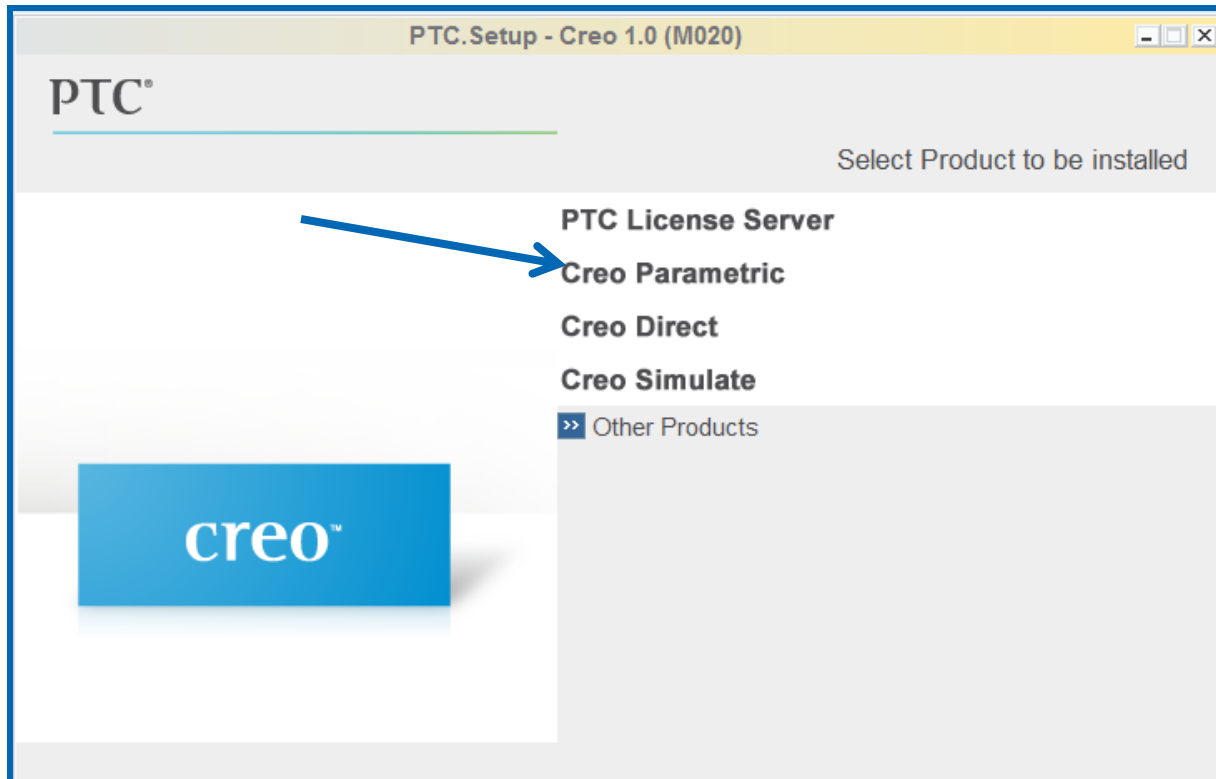 PTC.Setup - Creo 1.0 (M020)
PTC®
Select Product to be installed
PTC License Server
Creo Parametric
Creo Direct
Creo Simulate
>> Other Products
creo™